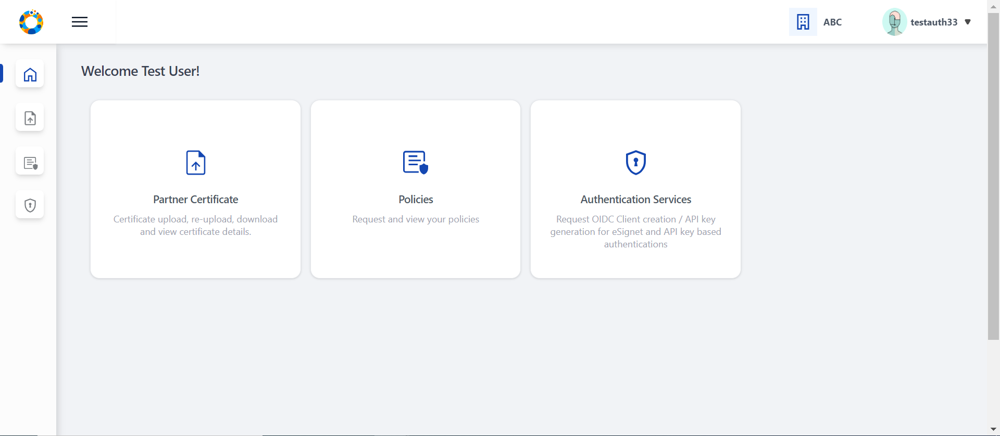 ABC
testauth33
Welcome Test User!
Partner Certificate
Certificate upload, re-upload, download
and view certificate details.
Policies
Request and view your policies
Authentication Services
Request OIDC Client creation / API key
generation for eSignet and API key based
authentications